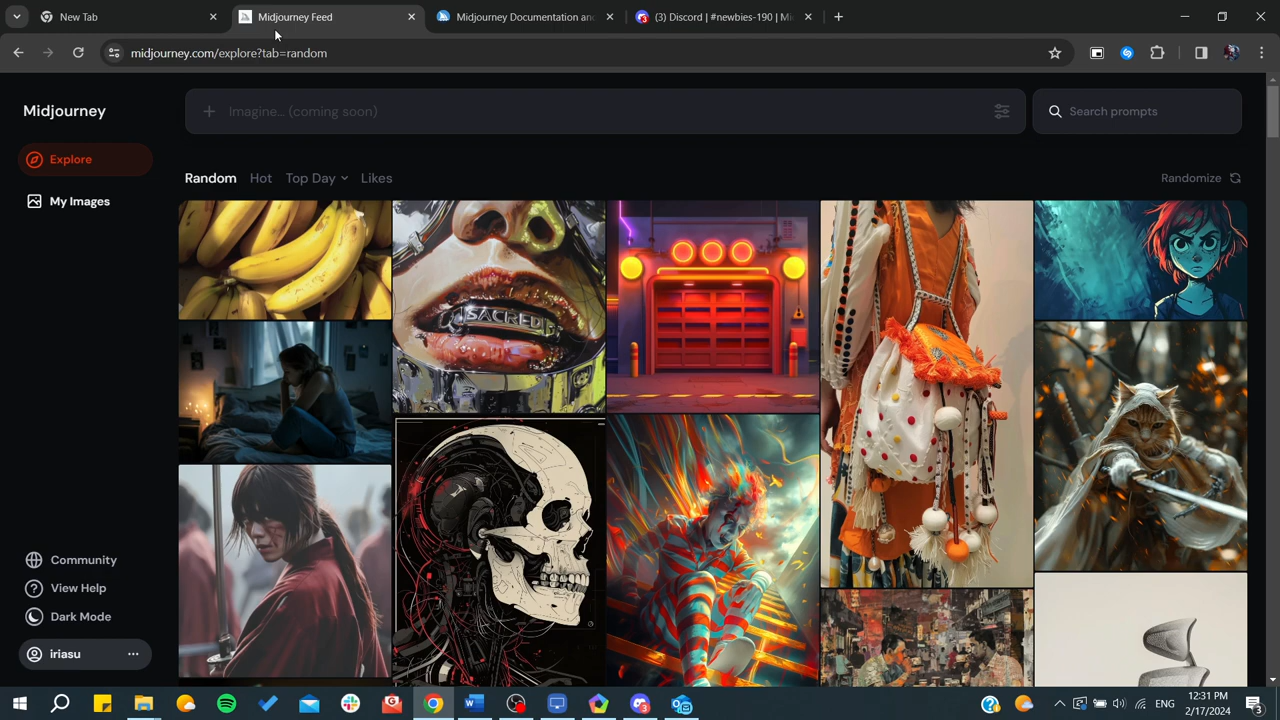 New Tab
Midjourney Feed
Midjourney Documentation an
(3) Discord | #newbies-190 | Mi
midjourney.com/explore?tab=random
Midjourney
Imagine... (coming soon)
Search prompts
Explore
My Images
Random
Hot
Top Day
Likes
Randomize
SACRED
Community
View Help
Dark Mode
iriasu
ENG
12:31 PM
2/17/2024
3